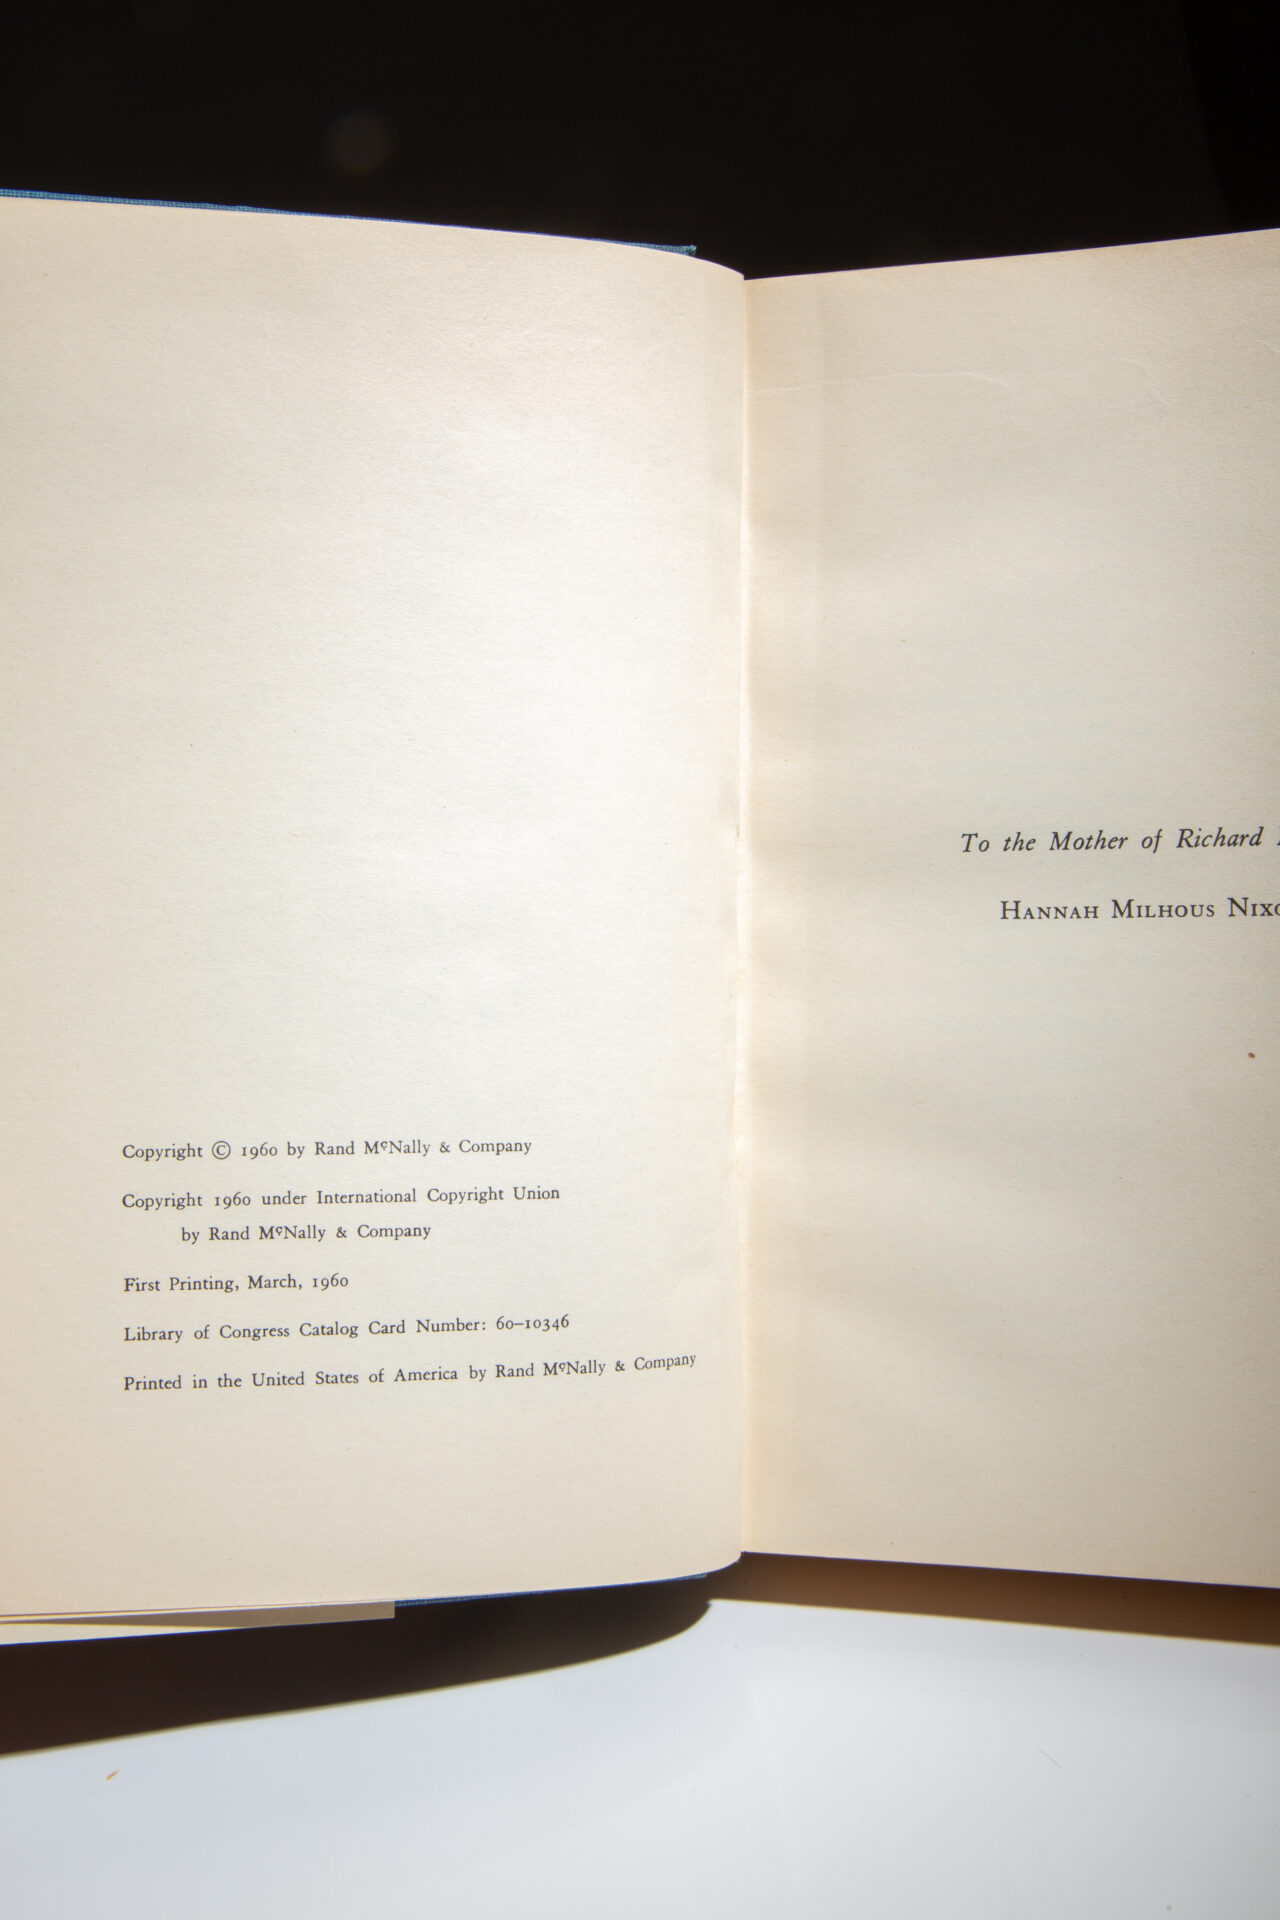 Copyright © 1960 by Rand McNally & Company
Copyright 1960 under International Copyright Union
by Rand McNally & Company
First Printing, March, 1960
Library of Congress Catalog Card Number: 60–10346
Printed in the United States of America by Rand McNally & Company
To the Mother of Richard
HANNAH MILHOUS